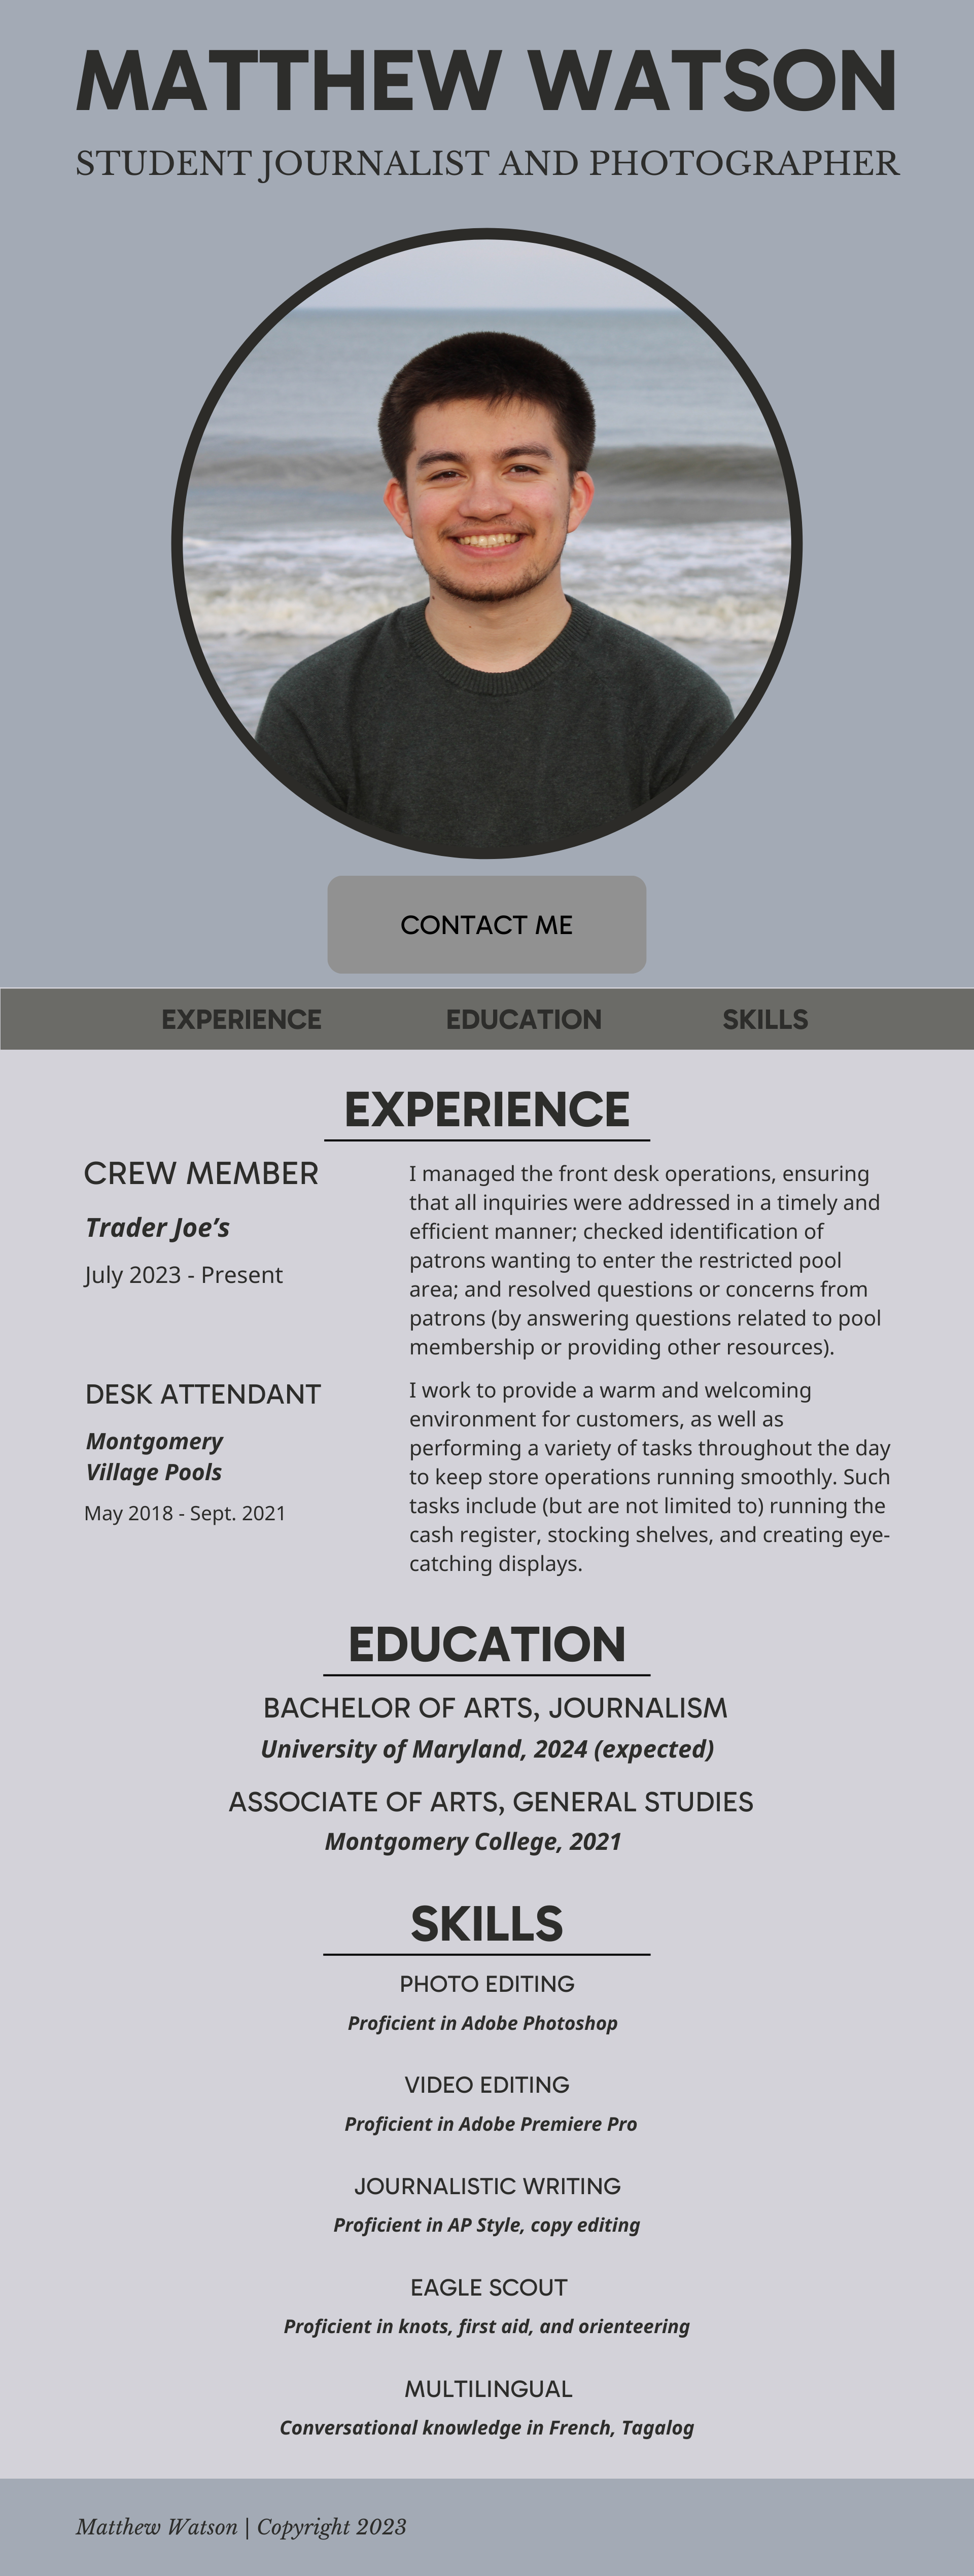 MATTHEW WATSON
STUDENT JOURNALIST AND PHOTOGRAPHER
CONTACT ME
EXPERIENCE EDUCATION SKILLS
EXPERIENCE
CREW MEMBER
Trader Joe’s
July 2023 - Present
I managed the front desk operations, ensuring
that all inquiries were addressed in a timely and
efficient manner; checked identification of
patrons wanting to enter the restricted pool
area; and resolved questions or concerns from
patrons (by answering questions related to pool
membership or providing other resources).
DESK ATTENDANT
Montgomery
Village Pools
May 2018 - Sept. 2021
I work to provide a warm and welcoming
environment for customers, as well as
performing a variety of tasks throughout the day
to keep store operations running smoothly. Such
tasks include (but are not limited to) running the
cash register, stocking shelves, and creating eye-
catching displays.
EDUCATION
BACHELOR OF ARTS, JOURNALISM
University of Maryland, 2024 (expected)
ASSOCIATE OF ARTS, GENERAL STUDIES
Montgomery College, 2021
SKILLS
PHOTO EDITING
Proficient in Adobe Photoshop
VIDEO EDITING
Proficient in Adobe Premiere Pro
JOURNALISTIC WRITING
Proficient in AP Style, copy editing
EAGLE SCOUT
Proficient in knots, first aid, and orienteering
MULTILINGUAL
Conversational knowledge in French, Tagalog
Matthew Watson | Copyright 2023